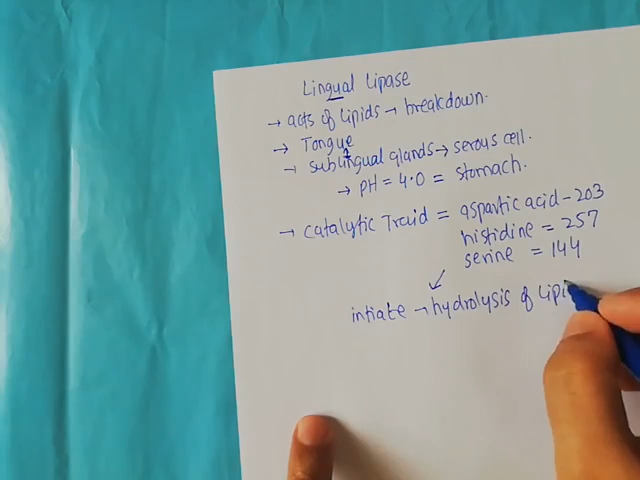 Lingual Lipase
→ acts of lipids → breakdown.
→ Tongue
→ sublingual glands → serous cell.
→ PH = 4.0 = stomach.
→ catalytic Traid = aspartic acid - 203
histidine = 257
serine = 144
intiate → hydrolysis of Lipi